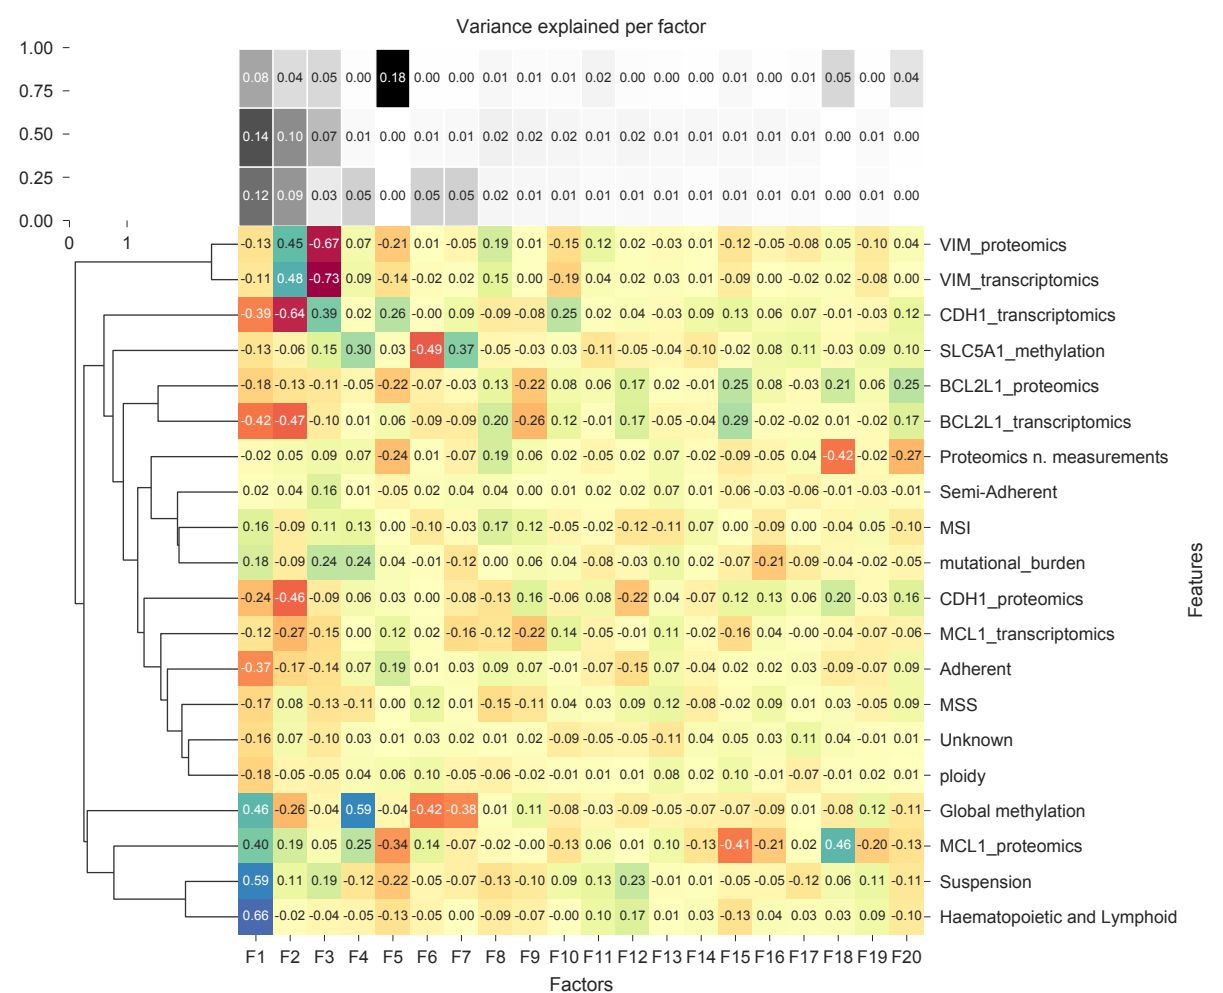 Variance explained per factor
1.00
0.08 0.04 0.05 0.00 0.18 0.00 0.00 0.01 0.01 0.01 0.02 0.00 0.00 0.00 0.01 0.00 0.01 0.05 0.00 0.04
0.75
0.50
0.14 0.10 0.07 0.01 0.00 0.01 0.01 0.02 0.02 0.02 0.01 0.02 0.01 0.01 0.01 0.01 0.01 0.00 0.01 0.00
0.25
0.12 0.09 0.03 0.05 0.00 0.05 0.05 0.02 0.01 0.01 0.01 0.01 0.01 0.01 0.01 0.01 0.01 0.00 0.01 0.00
0.00
0 1
-0.13 0.45 -0.67 0.07 -0.21 0.01 -0.05 0.19 0.01 -0.15 0.12 0.02 -0.03 0.01 -0.12 -0.05 -0.08 0.05 -0.10 0.04 VIM_proteomics
-0.11 0.48 -0.73 0.09 -0.14 -0.02 0.02 0.15 0.00 -0.19 0.04 0.02 0.03 0.01 -0.09 0.00 -0.02 0.02 -0.08 0.00 VIM_transcriptomics
-0.39 -0.64 0.39 0.02 0.26 -0.00 0.09 -0.09 -0.08 0.25 0.02 0.04 -0.03 0.09 0.13 0.06 0.07 -0.01 -0.03 0.12 CDH1_transcriptomics
-0.13 -0.06 0.15 0.30 0.03 -0.49 0.37 -0.05 -0.03 0.03 -0.11 -0.05 -0.04 -0.10 -0.02 0.08 0.11 -0.03 0.09 0.10 SLC5A1_methylation
-0.18 -0.13 -0.11 -0.05 -0.22 -0.07 -0.03 0.13 -0.22 0.08 0.06 0.17 0.02 -0.01 0.25 0.08 -0.03 0.21 0.06 0.25 BCL2L1_proteomics
-0.42 -0.47 -0.10 0.01 0.06 -0.09 -0.09 0.20 -0.26 0.12 -0.01 0.17 -0.05 -0.04 0.29 -0.02 -0.02 0.01 -0.02 0.17 BCL2L1_transcriptomics
-0.02 0.05 0.09 0.07 -0.24 0.01 -0.07 0.19 0.06 0.02 -0.05 0.02 0.07 -0.02 -0.09 -0.05 0.04 -0.42 -0.02 -0.27 Proteomics n. measurements
0.02 0.04 0.16 0.01 -0.05 0.02 0.04 0.04 0.00 0.01 0.02 0.02 0.07 0.01 -0.06 -0.03 -0.06 -0.01 -0.03 -0.01 Semi-Adherent
0.16 -0.09 0.11 0.13 0.00 -0.10 -0.03 0.17 0.12 -0.05 -0.02 -0.12 -0.11 0.07 0.00 -0.09 0.00 -0.04 0.05 -0.10 MSI
0.18 -0.09 0.24 0.24 0.04 -0.01 -0.12 0.00 0.06 0.04 -0.08 -0.03 0.10 0.02 -0.07 -0.21 -0.09 -0.04 -0.02 -0.05 mutational_burden
-0.24 -0.46 -0.09 0.06 0.03 0.00 -0.08 -0.13 0.16 -0.06 0.08 -0.22 0.04 -0.07 0.12 0.13 0.06 0.20 -0.03 0.16 CDH1_proteomics
-0.12 -0.27 -0.15 0.00 0.12 0.02 -0.16 -0.12 -0.22 0.14 -0.05 -0.01 0.11 -0.02 -0.16 0.04 -0.00 -0.04 -0.07 -0.06 MCL1_transcriptomics
-0.37 -0.17 -0.14 0.07 0.19 0.01 0.03 0.09 0.07 -0.01 -0.07 -0.15 0.07 -0.04 0.02 0.02 0.03 -0.09 -0.07 0.09 Adherent
-0.17 0.08 -0.13 -0.11 0.00 0.12 0.01 -0.15 -0.11 0.04 0.03 0.09 0.12 -0.08 -0.02 0.09 0.01 0.03 -0.05 0.09 MSS
-0.16 0.07 -0.10 0.03 0.01 0.03 0.02 0.01 0.02 -0.09 -0.05 -0.05 -0.11 0.04 0.05 0.03 0.11 0.04 -0.01 0.01 Unknown
-0.18 -0.05 -0.05 0.04 0.06 0.10 -0.05 -0.06 -0.02 -0.01 0.01 0.01 0.08 0.02 0.10 -0.01 -0.07 -0.01 0.02 0.01 ploidy
0.46 -0.26 -0.04 0.59 -0.04 -0.42 -0.38 0.01 0.11 -0.08 -0.03 -0.09 -0.05 -0.07 -0.07 -0.09 0.01 -0.08 0.12 -0.11 Global methylation
0.40 0.19 0.05 0.25 -0.34 0.14 -0.07 -0.02 -0.00 -0.13 0.06 0.01 0.10 -0.13 -0.41 -0.21 0.02 0.46 -0.20 -0.13 MCL1_proteomics
0.59 0.11 0.19 -0.12 -0.22 -0.05 -0.07 -0.13 -0.10 0.09 0.13 0.23 -0.01 0.01 -0.05 -0.05 -0.12 0.06 0.11 -0.11 Suspension
0.66 -0.02 -0.04 -0.05 -0.13 -0.05 0.00 -0.09 -0.07 -0.00 0.10 0.17 0.01 0.03 -0.13 0.04 0.03 0.03 0.09 -0.10 Haematopoietic and Lymphoid
F1 F2 F3 F4 F5 F6 F7 F8 F9 F10 F11 F12 F13 F14 F15 F16 F17 F18 F19 F20
Factors
Features